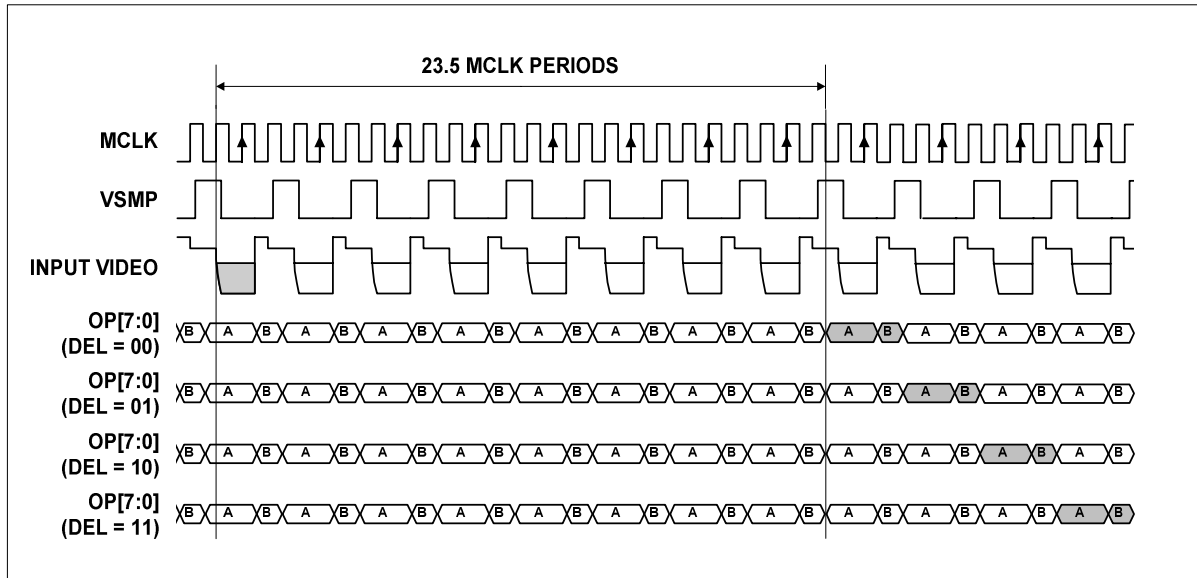 23.5 MCLK PERIODS
MCLK
VSMP
INPUT VIDEO
OP[7:0]
(DEL = 00)
B A B A B A B A B A B A B A B A B A B A B A B A B
OP[7:0]
(DEL = 01)
B A B A B A B A B A B A B A B A B A B A B A B A B
OP[7:0]
(DEL = 10)
B A B A B A B A B A B A B A B A B A B A B A B A B
OP[7:0]
(DEL = 11)
B A B A B A B A B A B A B A B A B A B A B A B A B